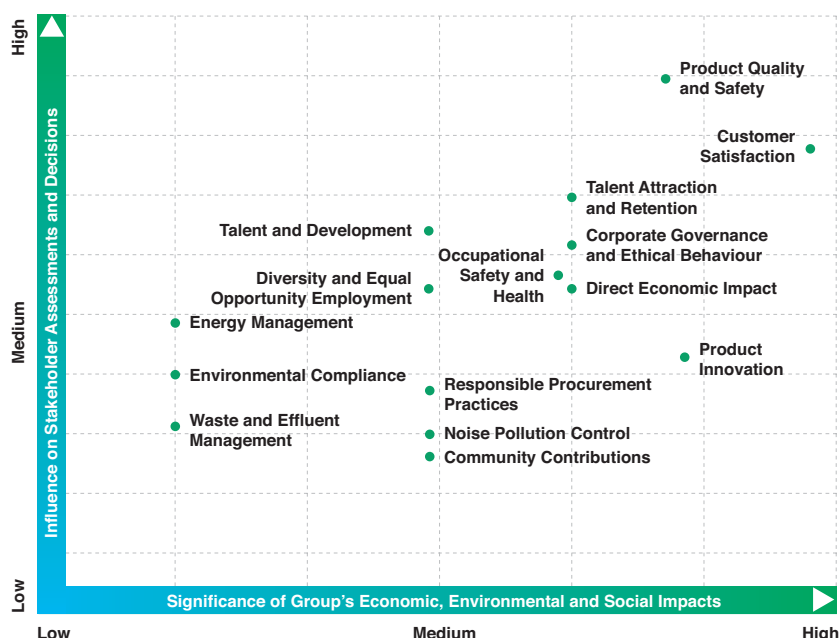 High
Product Quality
and Safety
Customer
Satisfaction
Talent Attraction
and Retention
Talent and Development
Corporate Governance
and Ethical Behaviour
Occupational
Safety and
Health
Diversity and Equal
Opportunity Employment
Direct Economic Impact
Energy Management
Medium
Product
Innovation
Environmental Compliance
Responsible Procurement
Practices
Waste and Effluent
Management
Noise Pollution Control
Community Contributions
Influence on Stakeholder Assessments and Decisions
Low
Significance of Group's Economic, Environmental and Social Impacts
Low
Medium
High